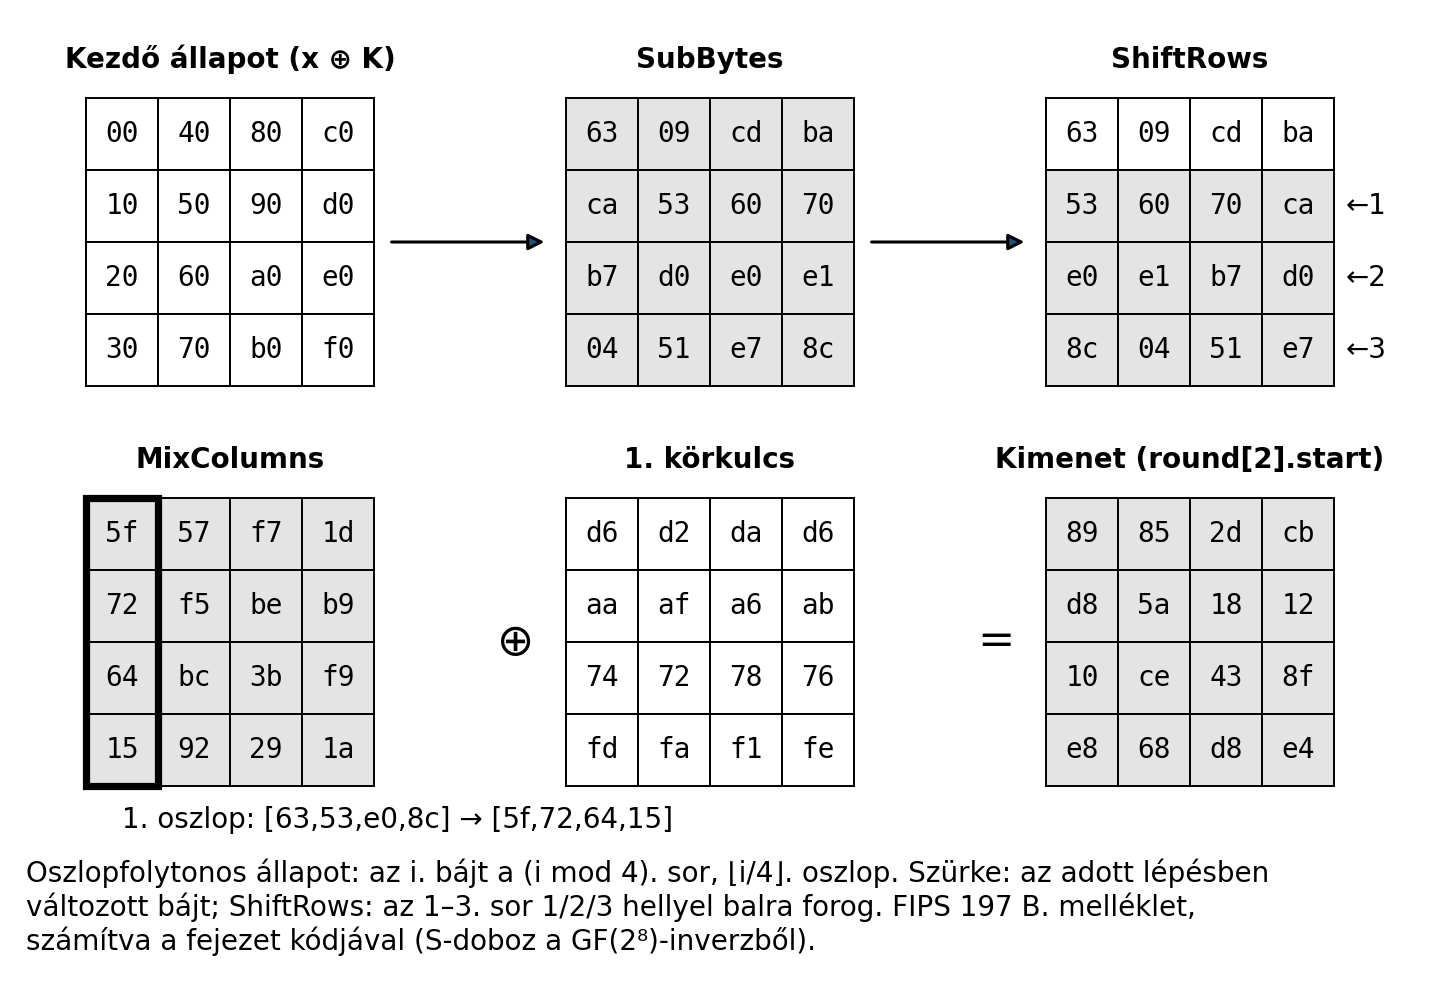 Kezdő állapot (x ⊕ K) SubBytes ShiftRows
00 40 80 c0 63 09 cd ba 63 09 cd ba
10 50 90 d0 ca 53 60 70 53 60 70 ca ←1
20 60 a0 e0 b7 d0 e0 e1 e0 e1 b7 d0 ←2
30 70 b0 f0 04 51 e7 8c 8c 04 51 e7 ←3
MixColumns 1. körkulcs Kimenet (round[2].start)
5f 57 f7 1d d6 d2 da d6 89 85 2d cb
72 f5 be b9 aa af a6 ab d8 5a 18 12
⊕ =
64 bc 3b f9 74 72 78 76 10 ce 43 8f
15 92 29 1a fd fa f1 fe e8 68 d8 e4
1. oszlop: [63,53,e0,8c] → [5f,72,64,15]
Oszlopfolytonos állapot: az i. bájt a (i mod 4). sor, ⌊i/4⌋. oszlop. Szürke: az adott lépésben
változott bájt; ShiftRows: az 1–3. sor 1/2/3 hellyel balra forog. FIPS 197 B. melléklet,
számítva a fejezet kódjával (S-doboz a GF(2⁸)-inverzből).